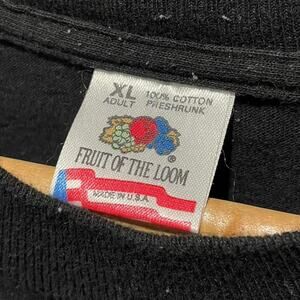 XL 100% COTTON
ADULT PRESHRUNK
FRUIT OF THE LOOM®
MADE IN U.S.A.